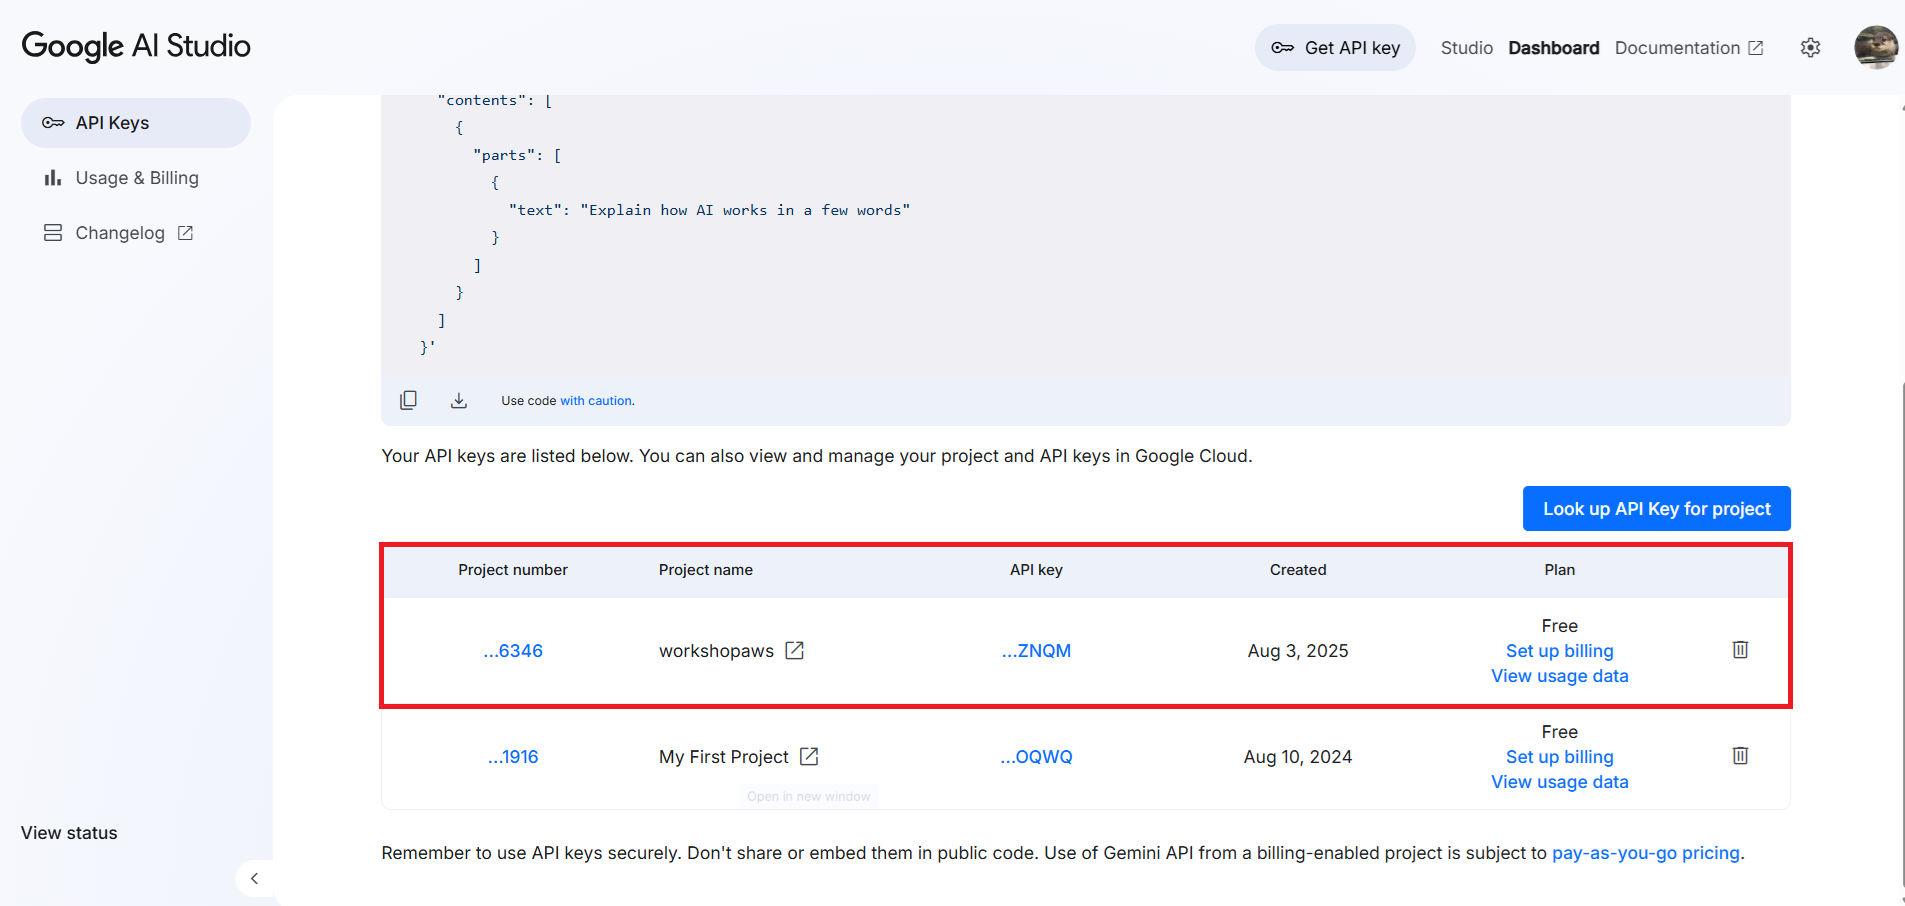 Google AI Studio
Get API key
Studio
Dashboard
Documentation
API Keys
Usage & Billing
Changelog
"contents": [
{
"parts": [
{
"text": "Explain how AI works in a few words"
}
]
}
]
}'
Use code with caution.
Your API keys are listed below. You can also view and manage your project and API keys in Google Cloud.
Look up API Key for project
Project number Project name API key Created Plan
...6346 workshopaws ...ZNQM Aug 3, 2025 Free
Set up billing
View usage data
...1916 My First Project ...OQWQ Aug 10, 2024 Free
Set up billing
View usage data
Open in new window
View status
Remember to use API keys securely. Don't share or embed them in public code. Use of Gemini API from a billing-enabled project is subject to pay-as-you-go pricing.